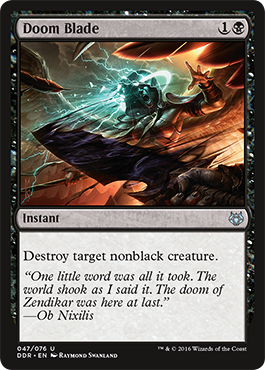 Doom Blade 1
Instant
Destroy target nonblack creature.
“One little word was all it took. The
world shook as I said it. The doom of
Zendikar was here at last.”
—Ob Nixilis
047/076 U
DDR • EN Raymond Swanland
™ & © 2016 Wizards of the Coast